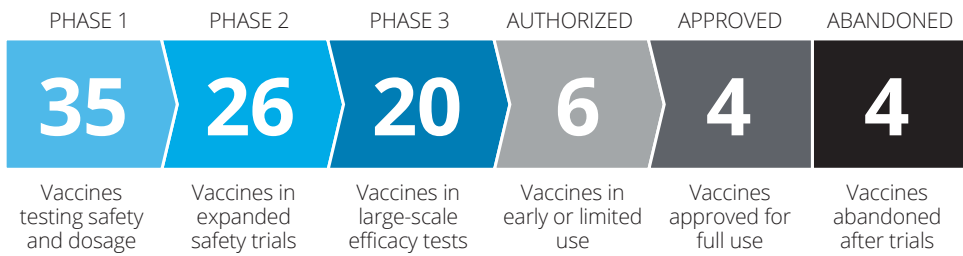 PHASE 1 PHASE 2 PHASE 3 AUTHORIZED APPROVED ABANDONED
35 26 20 6 4 4
Vaccines Vaccines in Vaccines in Vaccines in Vaccines Vaccines
testing safety expanded large-scale early or limited approved for abandoned
and dosage safety trials efficacy tests use full use after trials